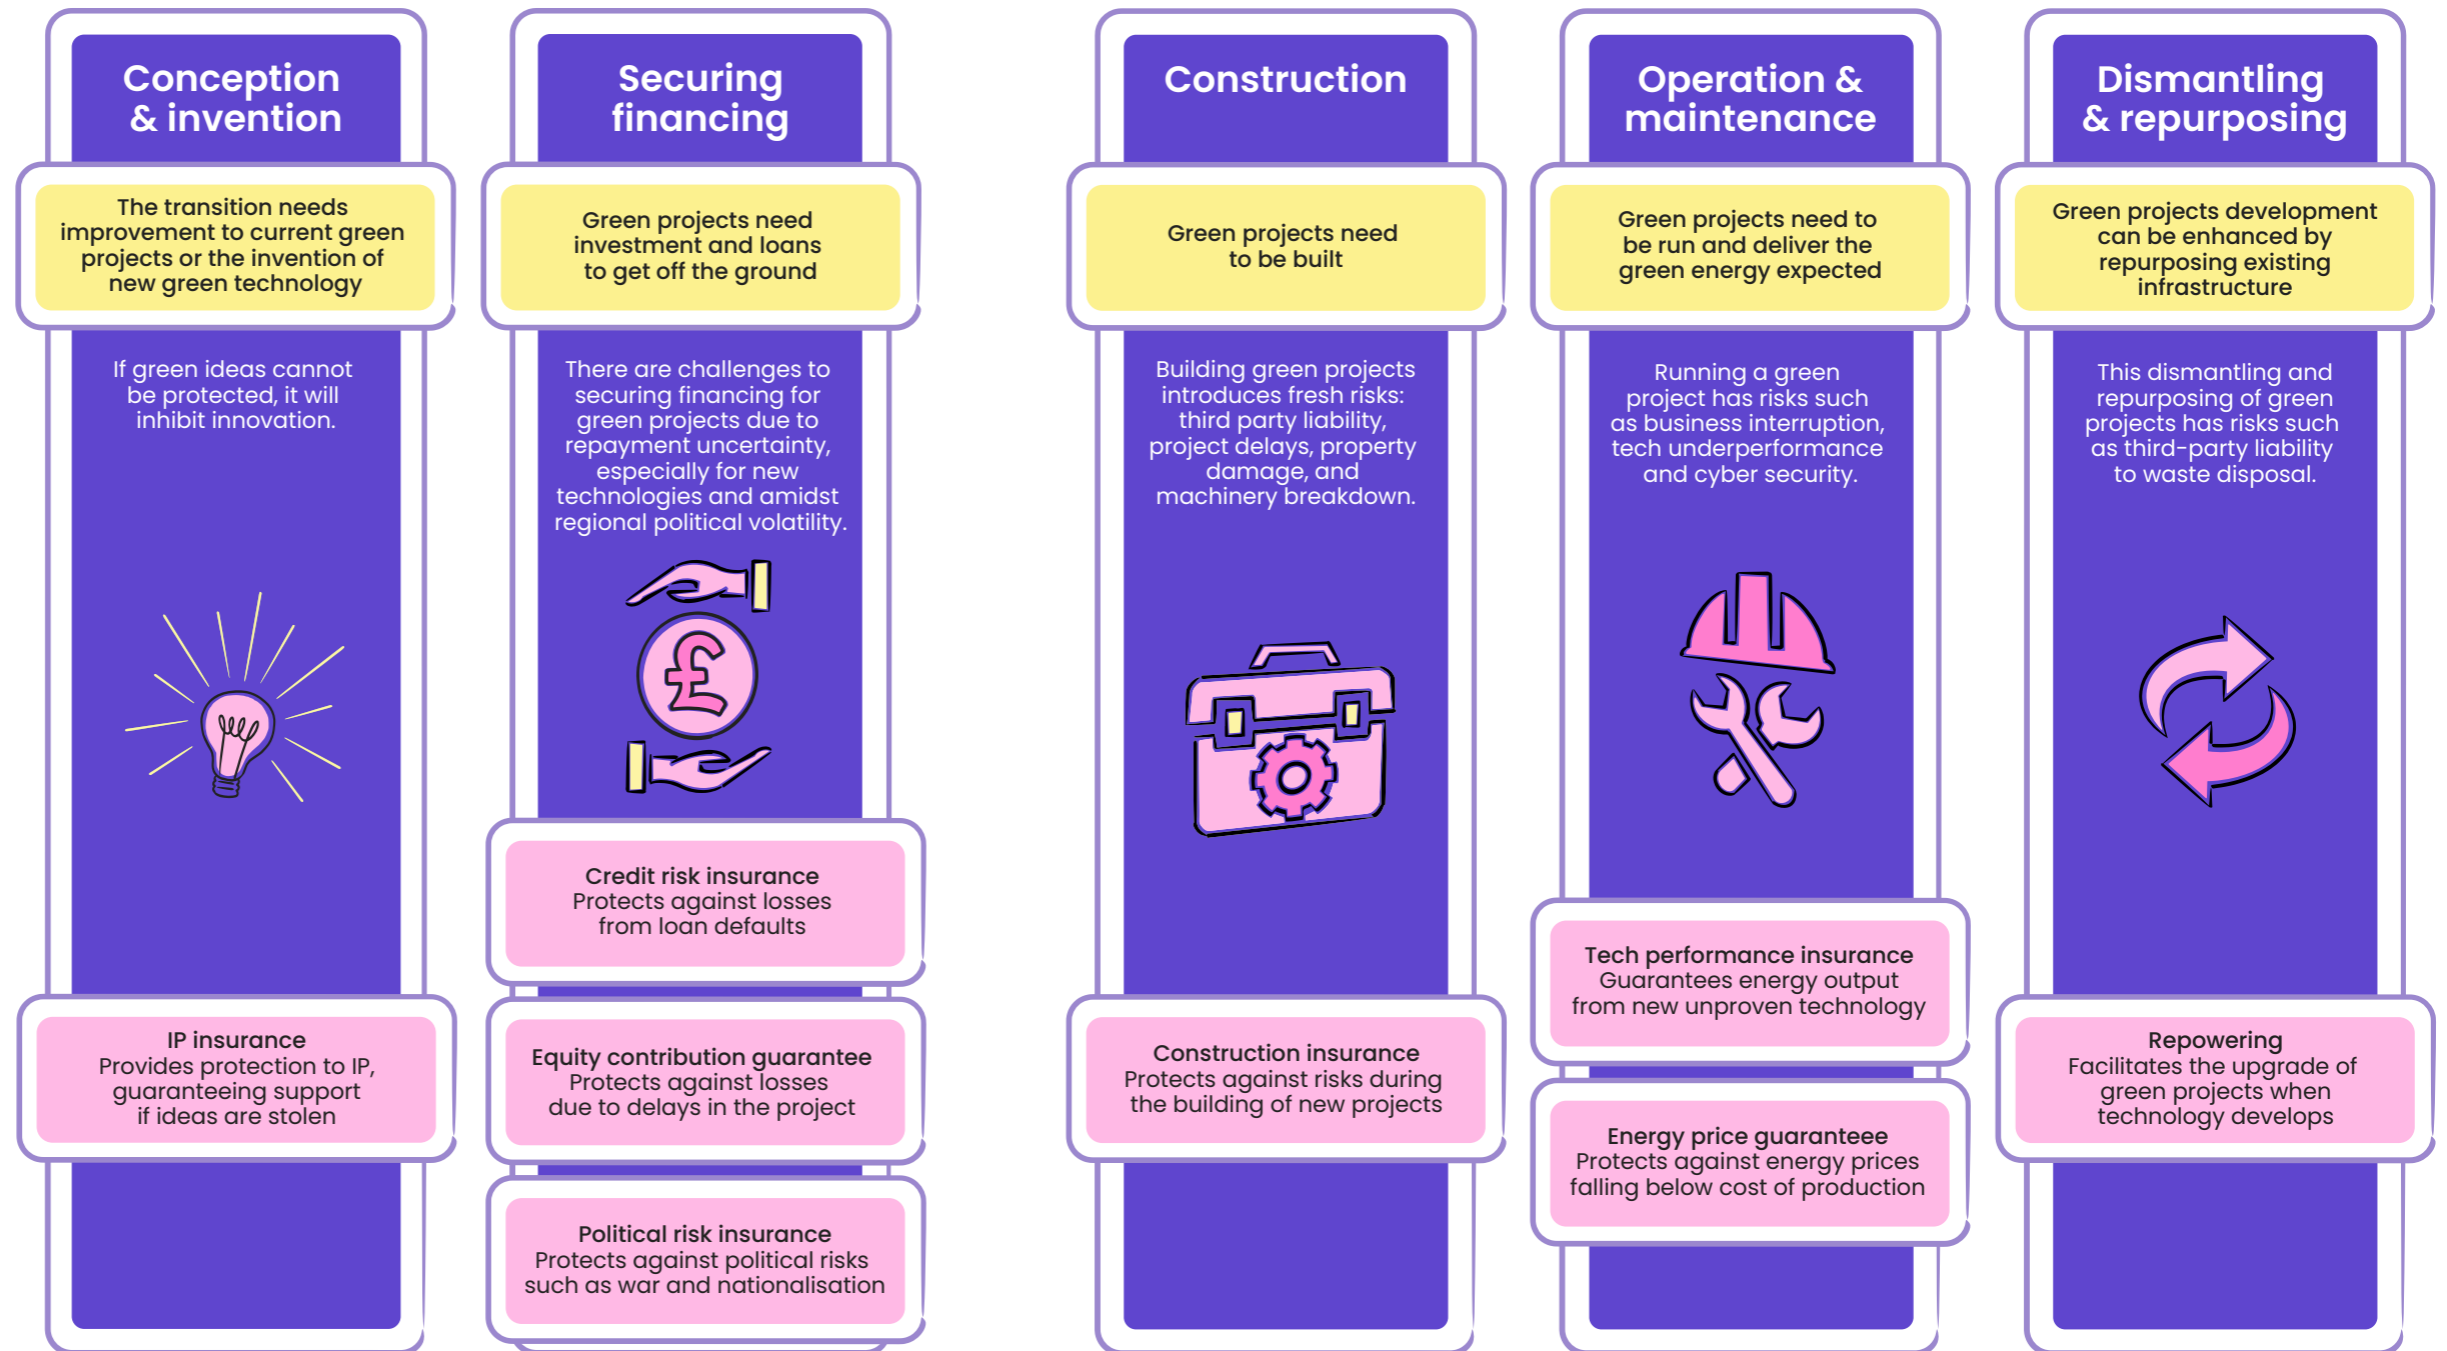 Conception
& invention
The transition needs
improvement to current green
projects or the invention of
new green technology
If green ideas cannot
be protected, it will
inhibit innovation.
IP insurance
Provides protection to IP,
guaranteeing support
if ideas are stolen
Securing
financing
Green projects need
investment and loans
to get off the ground
There are challenges to
securing financing for
green projects due to
repayment uncertainty,
especially for new
technologies and amidst
regional political volatility.
£
Credit risk insurance
Protects against losses
from loan defaults
Equity contribution guarantee
Protects against losses
due to delays in the project
Political risk insurance
Protects against political risks
such as war and nationalisation
Construction
Green projects need
to be built
Building green projects
introduces fresh risks:
third party liability,
project delays, property
damage, and
machinery breakdown.
Construction insurance
Protects against risks during
the building of new projects
Operation &
maintenance
Green projects need to
be run and deliver the
green energy expected
Running a green
project has risks such
as business interruption,
tech underperformance
and cyber security.
Tech performance insurance
Guarantees energy output
from new unproven technology
Energy price guaranteee
Protects against energy prices
falling below cost of production
Dismantling
& repurposing
Green projects development
can be enhanced by
repurposing existing
infrastructure
This dismantling and
repurposing of green
projects has risks such
as third-party liability
to waste disposal.
Repowering
Facilitates the upgrade of
green projects when
technology develops